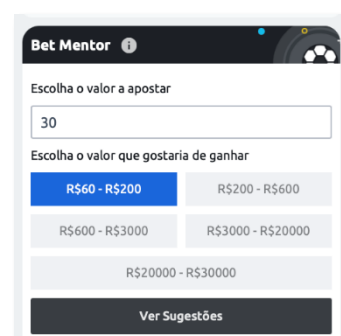 Bet Mentor i
Escolha o valor a apostar
30
Escolha o valor que gostaria de ganhar
R$60 - R$200
R$200 - R$600
R$600 - R$3000
R$3000 - R$20000
R$20000 - R$30000
Ver Sugestões